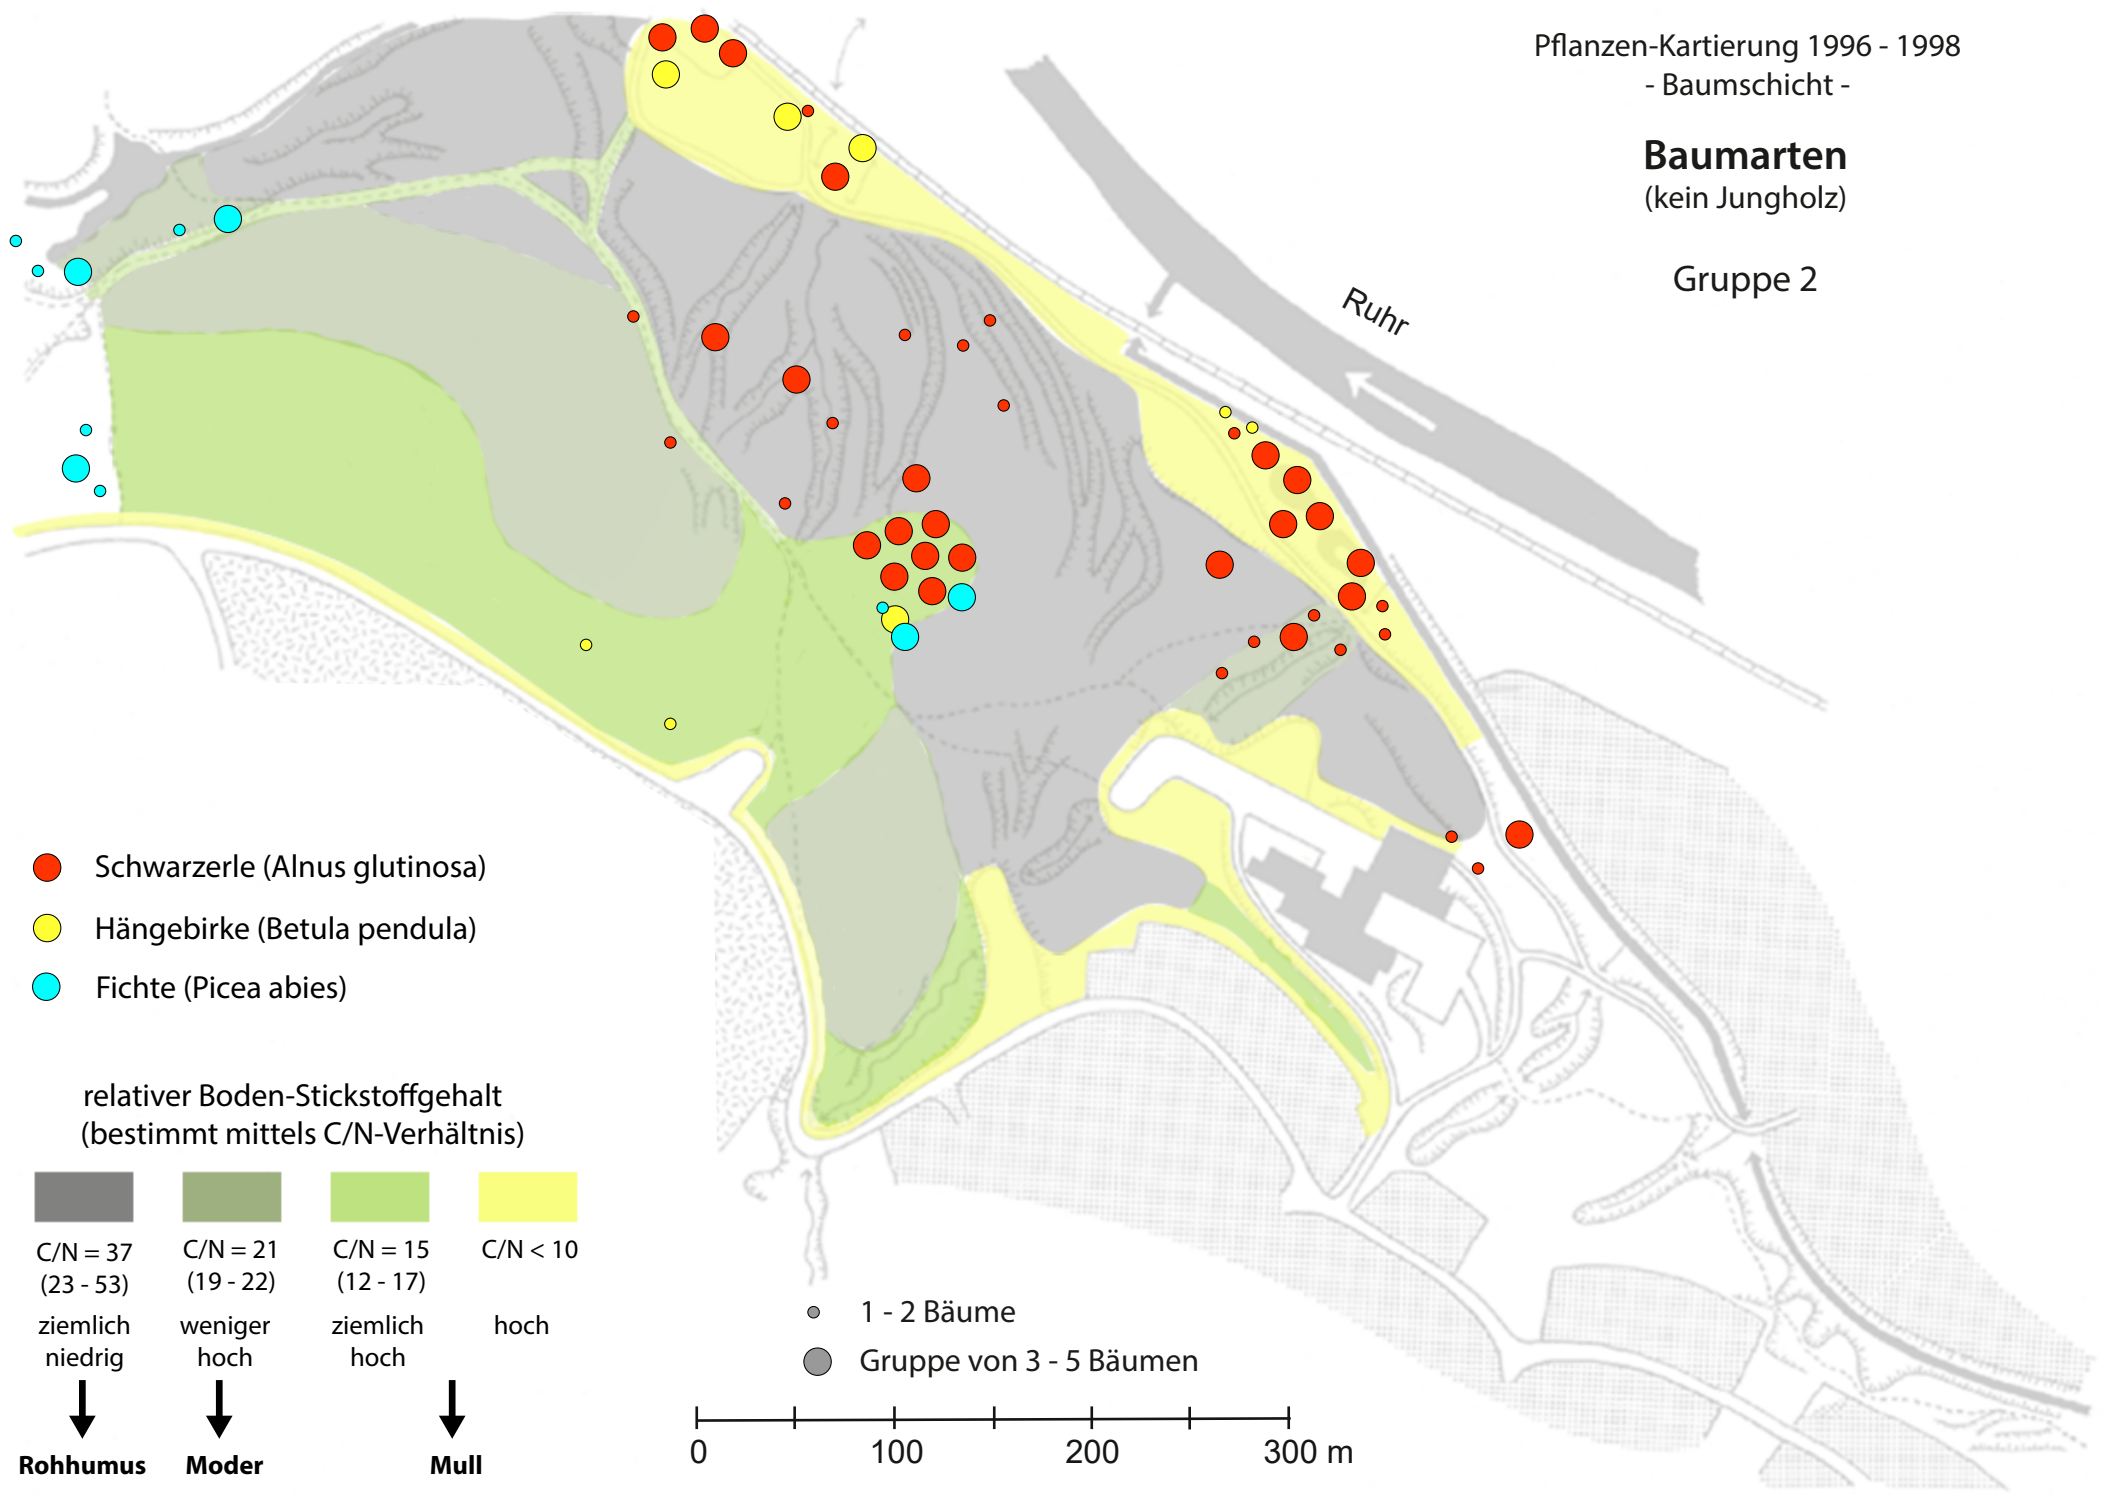 Pflanzen-Kartierung 1996 - 1998
- Baumschicht -
Baumarten
(kein Jungholz)
Gruppe 2
Ruhr
Schwarzerle (Alnus glutinosa)
Hängebirke (Betula pendula)
Fichte (Picea abies)
relativer Boden-Stickstoffgehalt
(bestimmt mittels C/N-Verhältnis)
C/N = 37
(23 - 53)
ziemlich
niedrig
Rohhumus
C/N = 21
(19 - 22)
weniger
hoch
Moder
C/N = 15
(12 - 17)
ziemlich
hoch
C/N < 10
hoch
Mull
1 - 2 Bäume
Gruppe von 3 - 5 Bäumen
0 100 200 300 m